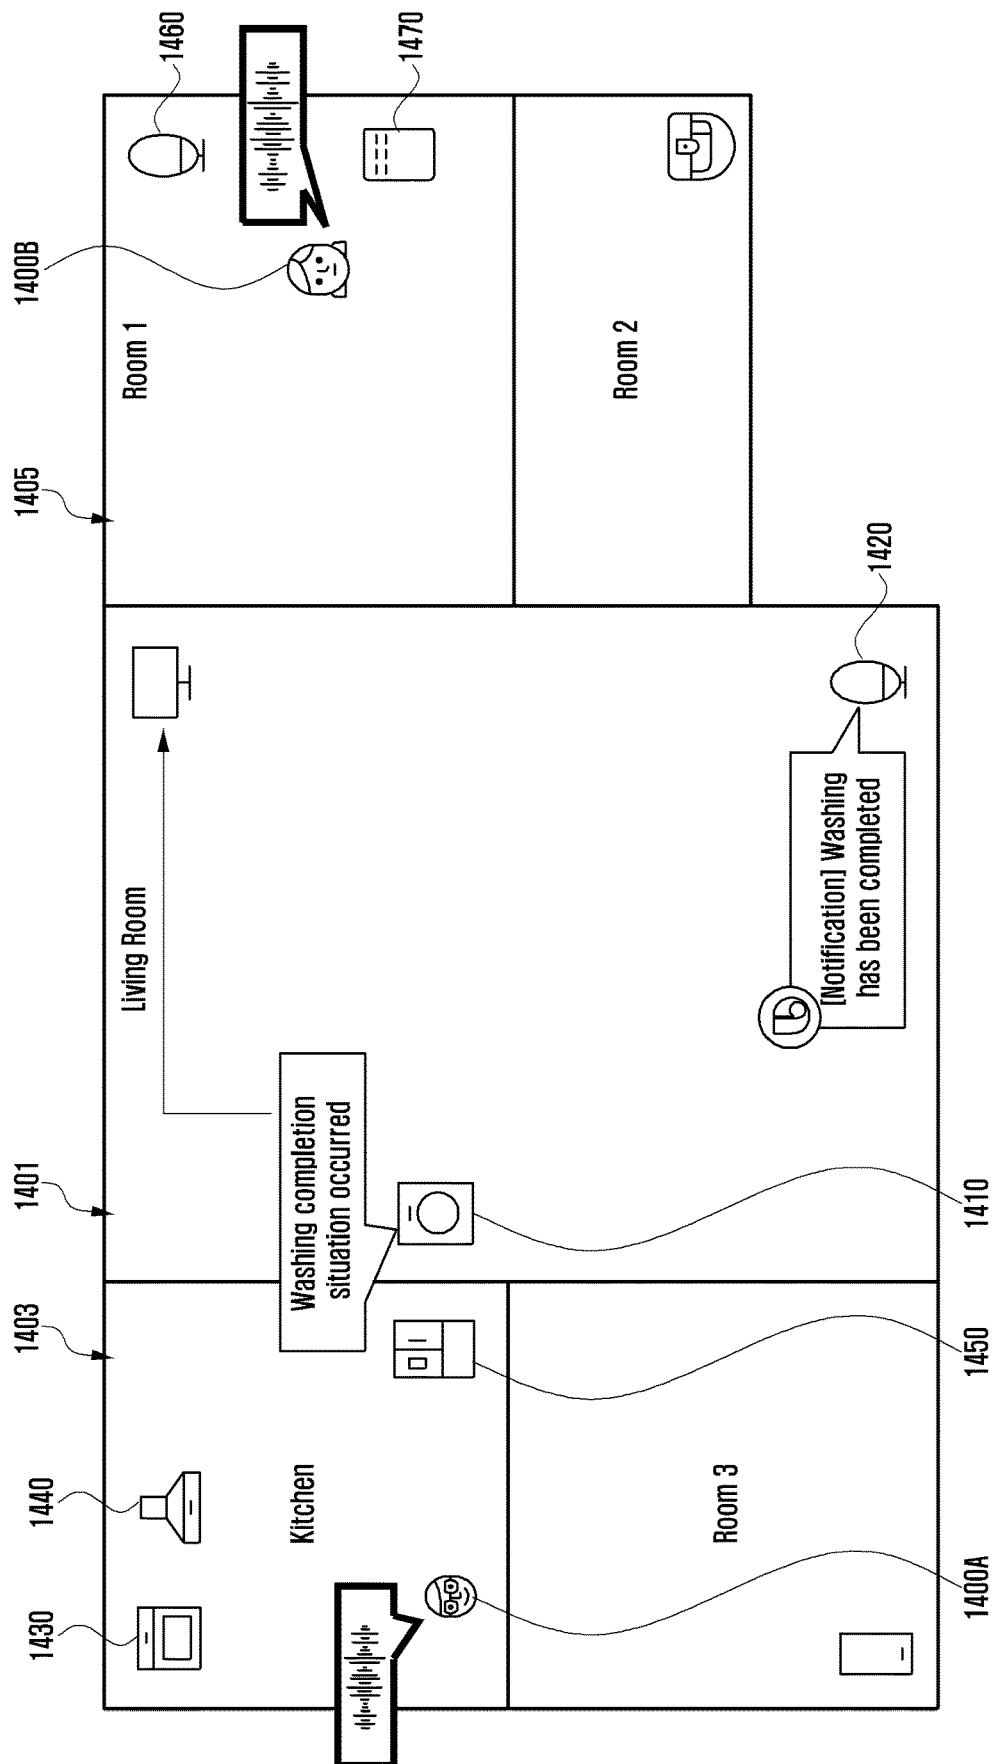 1430
1440
1403
1401
1405
1400B
1460
Living Room
Room 1
1470
Kitchen
Washing completion
situation occurred
Room 2
Room 3
[Notification] Washing
has been completed
1420
1400A
1450
1410